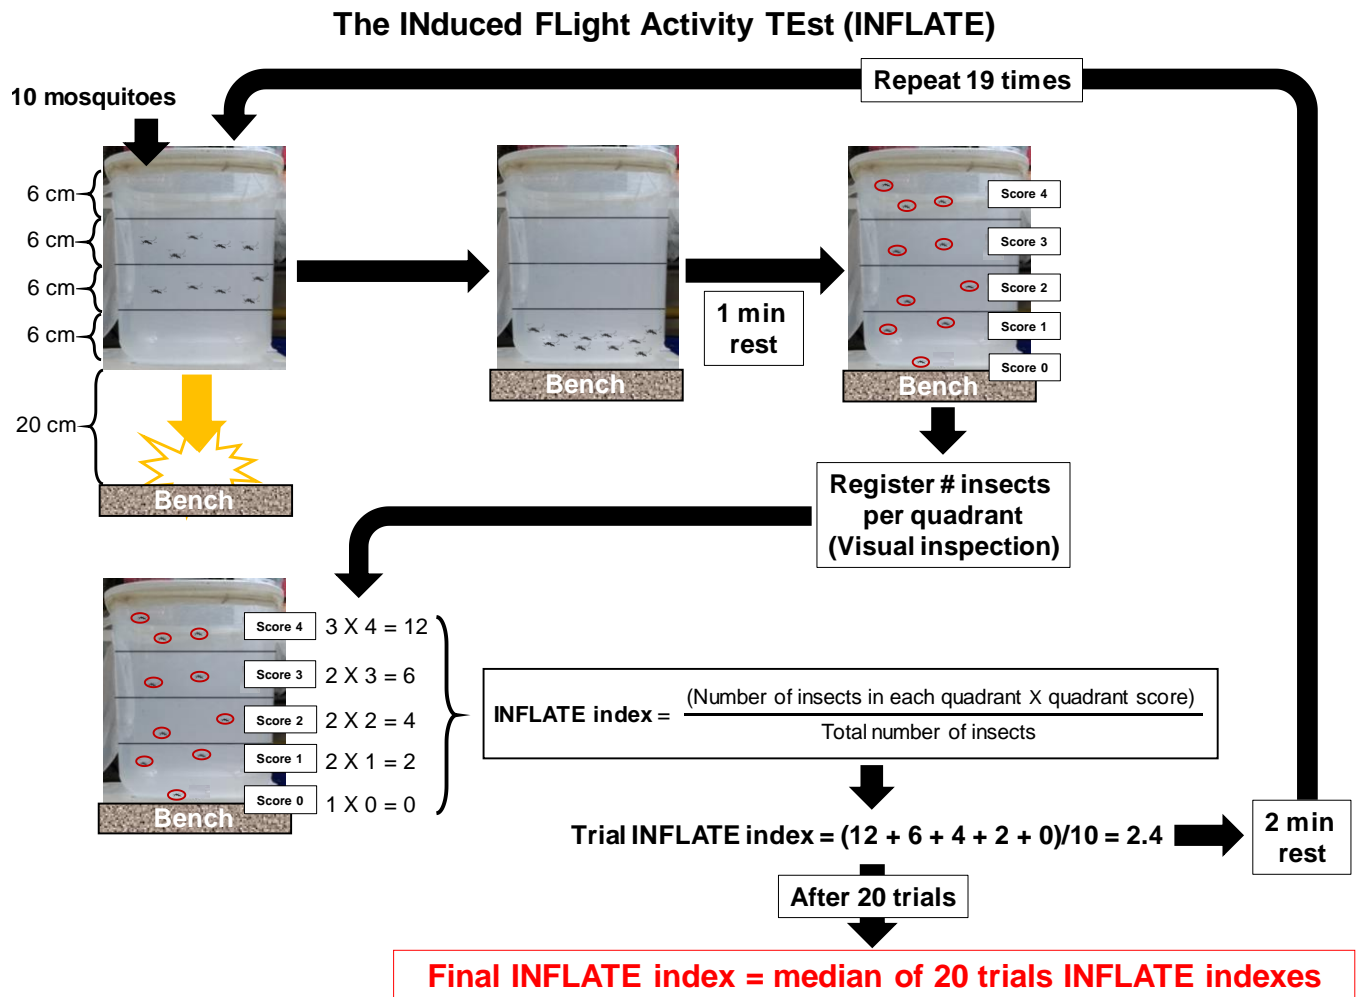 The INduced FLight Activity TEst (INFLATE)
Repeat 19 times
10 mosquitoes
6 cm
6 cm
6 cm
6 cm
20 cm
Bench
Bench
1 min
rest
Score 4
Score 3
Score 2
Score 1
Score 0
Bench
Register # insects
per quadrant
(Visual inspection)
Score 4 3 X 4 = 12
Score 3 2 X 3 = 6
Score 2 2 X 2 = 4
Score 1 2 X 1 = 2
Score 0 1 X 0 = 0
Bench
(Number of insects in each quadrant X quadrant score)
INFLATE index =
Total number of insects
Trial INFLATE index = (12 + 6 + 4 + 2 + 0)/10 = 2.4
2 min
rest
After 20 trials
Final INFLATE index = median of 20 trials INFLATE indexes